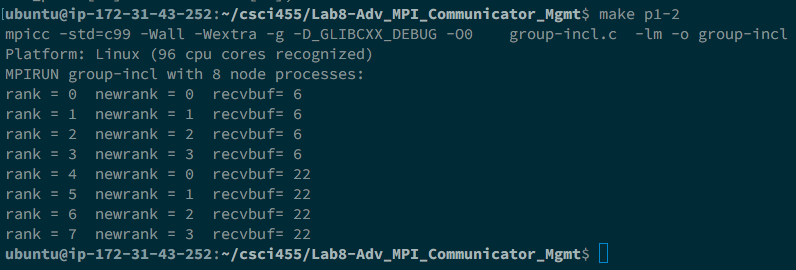 ubuntu@ip-172-31-43-252:~/csci455/Lab8-Adv_MPI_Communicator_Mgmt$ make p1-2
mpicc -std=c99 -Wall -Wextra -g -D_GLIBCXX_DEBUG -O0    group-incl.c  -lm -o group-incl
Platform: Linux (96 cpu cores recognized)
MPIRUN group-incl with 8 node processes:
rank = 0  newrank = 0  recvbuf= 6
rank = 1  newrank = 1  recvbuf= 6
rank = 2  newrank = 2  recvbuf= 6
rank = 3  newrank = 3  recvbuf= 6
rank = 4  newrank = 0  recvbuf= 22
rank = 5  newrank = 1  recvbuf= 22
rank = 6  newrank = 2  recvbuf= 22
rank = 7  newrank = 3  recvbuf= 22
ubuntu@ip-172-31-43-252:~/csci455/Lab8-Adv_MPI_Communicator_Mgmt$